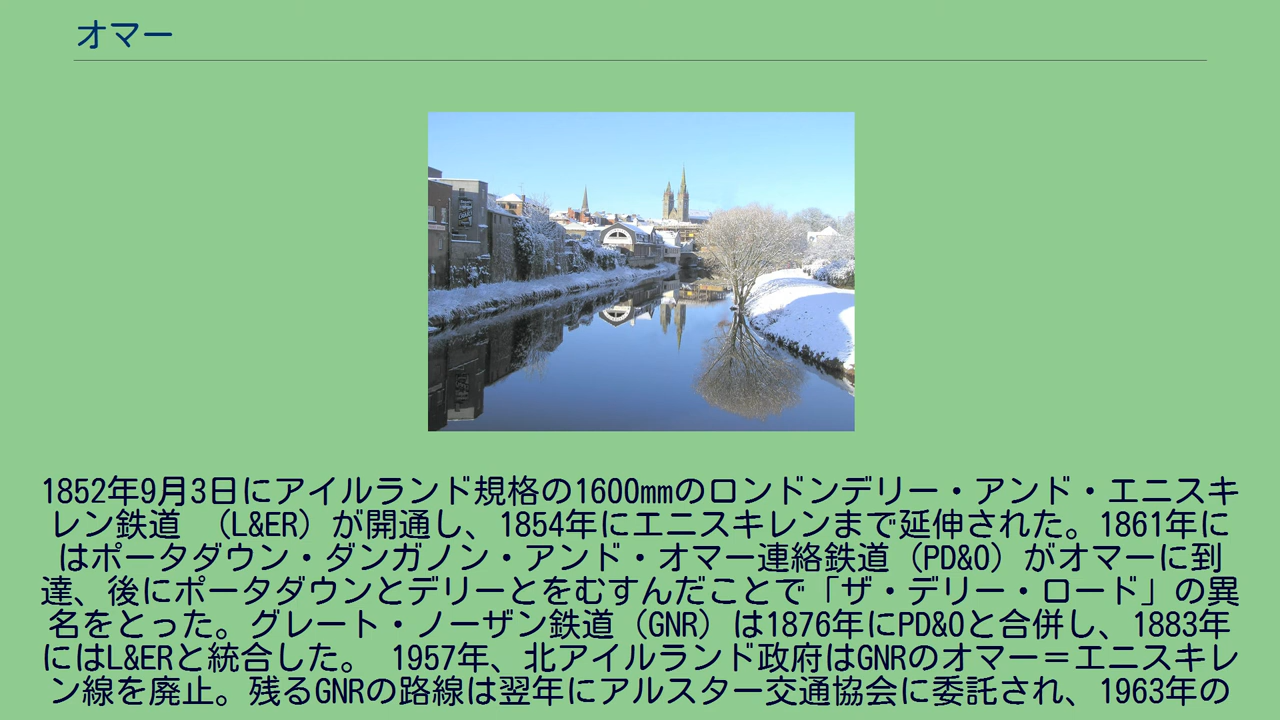 オマー
1852年9月3日にアイルランド規格の1600mmのロンドンデリー・アンド・エニスキ
レン鉄道　（L&ER）が開通し、1854年にエニスキレンまで延伸された。1861年に
はポータダウン・ダンガノン・アンド・オマー連絡鉄道（PD&O）がオマーに到
達、後にポータダウンとデリーとをむすんだことで「ザ・デリー・ロード」の異
名をとった。グレート・ノーザン鉄道（GNR）は1876年にPD&Oと合併し、1883年
にはL&ERと統合した。 1957年、北アイルランド政府はGNRのオマー＝エニスキレ
ン線を廃止。残るGNRの路線は翌年にアルスター交通協会に委託され、1963年の